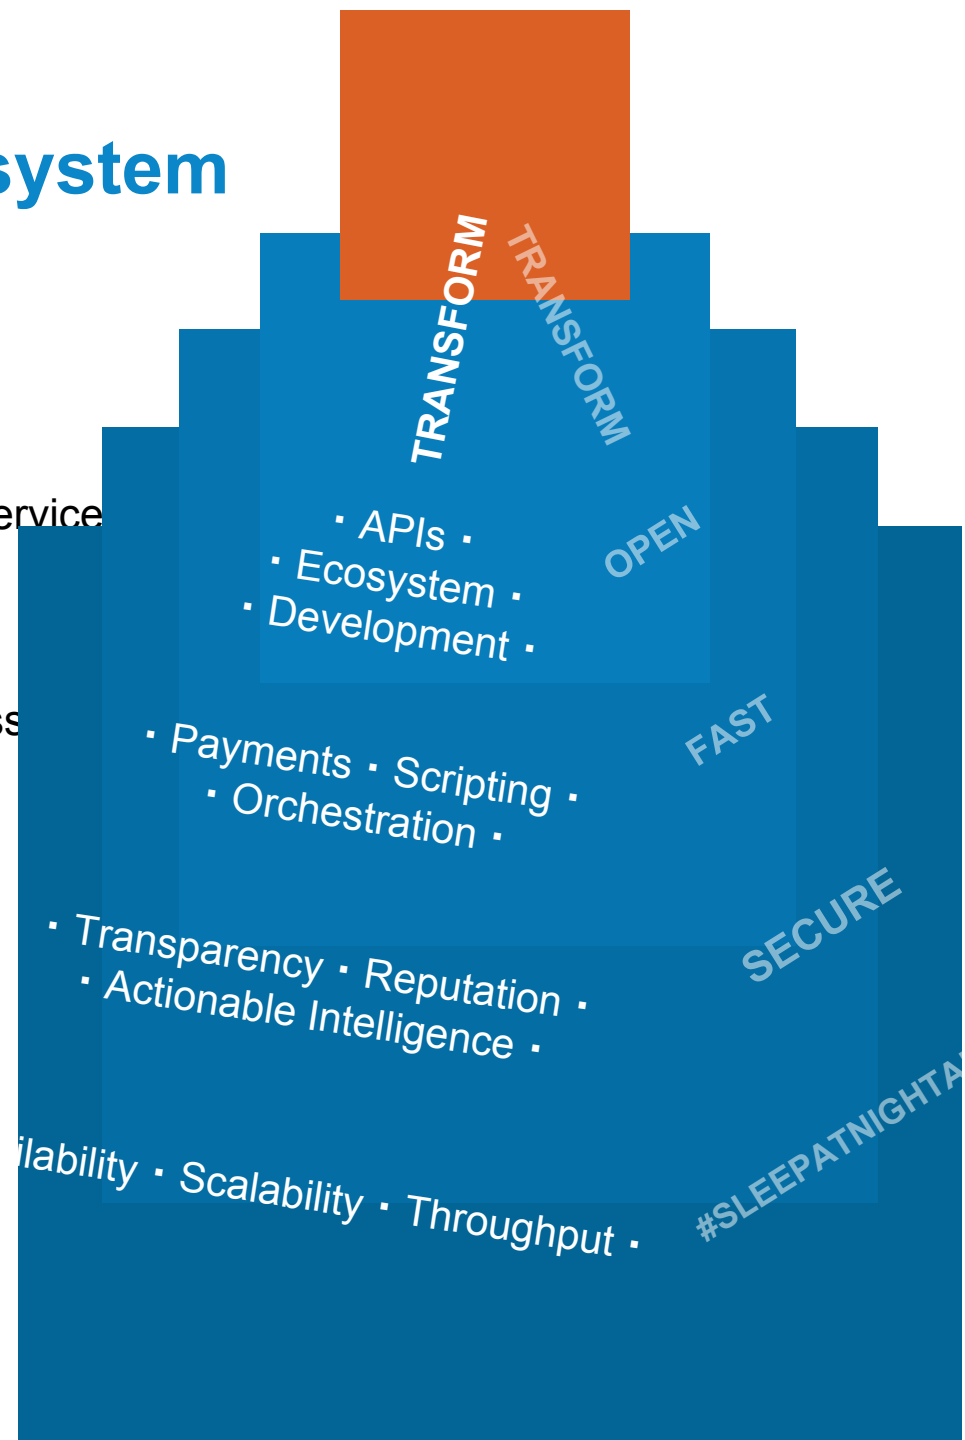 system
TRANSFORM
TRANSFORM
ervice
· APIs ·
OPEN
· Ecosystem ·
· Development ·
ss
FAST
· Payments · Scripting ·
· Orchestration ·
SECURE
· Transparency · Reputation ·
· Actionable Intelligence ·
#SLEEPATNIGHTA
ilability · Scalability · Throughput ·